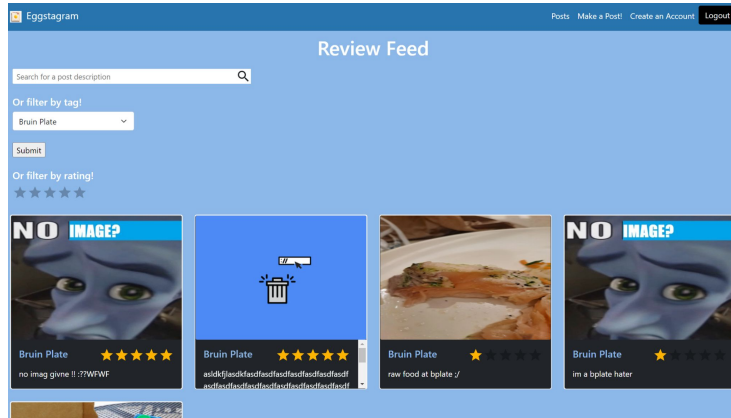 Eggstagram
Posts Make a Post! Create an Account Logout
Review Feed
Search for a post description
Or filter by tag!
Bruin Plate
Submit
Or filter by rating!
NO IMAGE?
Bruin Plate
no imag givne !! :??WFWF
://
Bruin Plate
asldkfjlasdkfasdfasdfasdfasdfasdfasdfasdf
asdfasdfasdfasdfasdfasdfasdfasdfasdfasdf
Bruin Plate
raw food at bplate ;/
NO IMAGE?
Bruin Plate
im a bplate hater